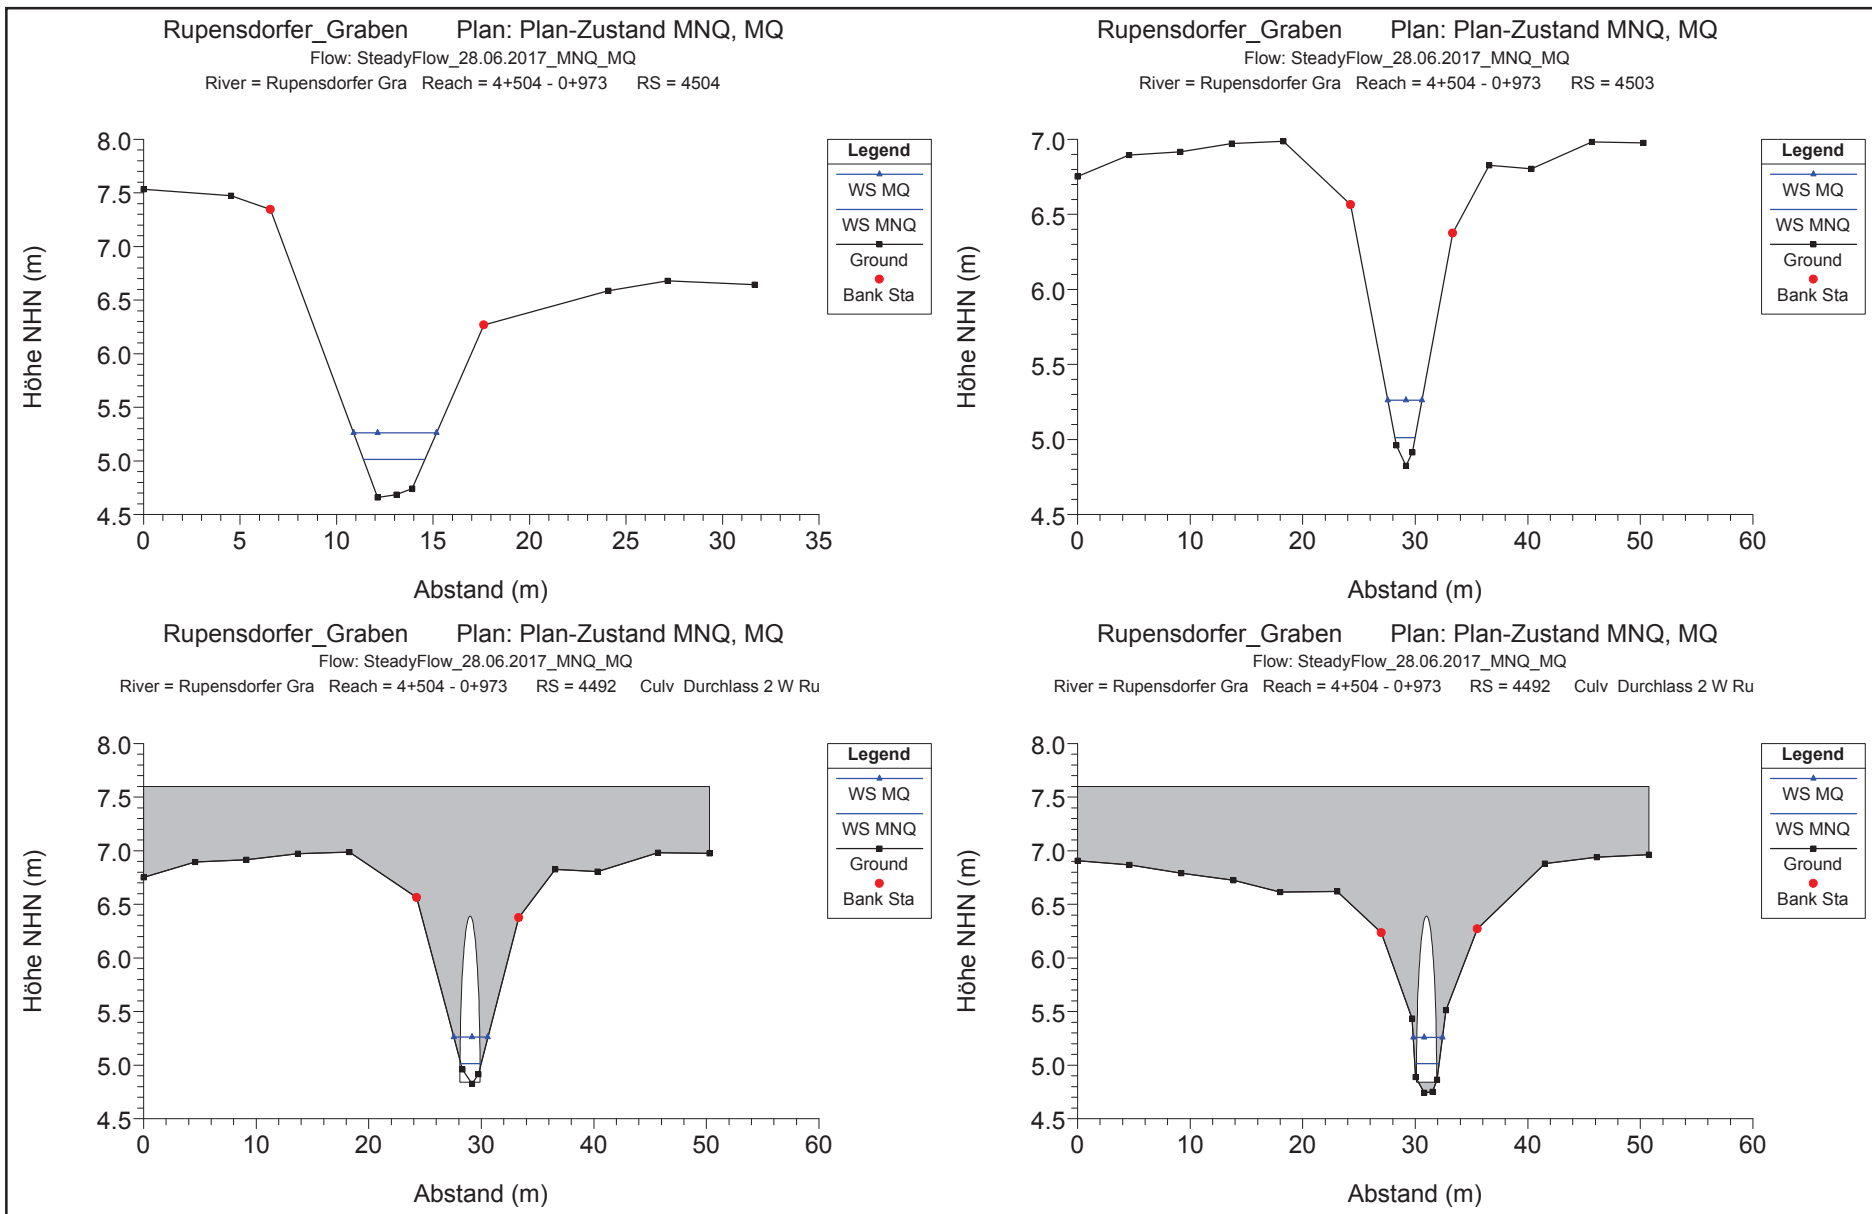 Rupensdorfer_Graben Plan: Plan-Zustand MNQ, MQ
Flow: SteadyFlow_28.06.2017_MNQ_MQ
River = Rupensdorfer Gra Reach = 4+504 - 0+973 RS = 4504
8.0
7.5
7.0
6.5
6.0
5.5
5.0
4.5
Höhe NHN (m)
0 5 10 15 20 25 30 35
Abstand (m)
Legend
WS MQ
WS MNQ
Ground
Bank Sta
Rupensdorfer_Graben Plan: Plan-Zustand MNQ, MQ
Flow: SteadyFlow_28.06.2017_MNQ_MQ
River = Rupensdorfer Gra Reach = 4+504 - 0+973 RS = 4503
7.0
6.5
6.0
5.5
5.0
4.5
Höhe NHN (m)
0 10 20 30 40 50 60
Abstand (m)
Legend
WS MQ
WS MNQ
Ground
Bank Sta
Rupensdorfer_Graben Plan: Plan-Zustand MNQ, MQ
Flow: SteadyFlow_28.06.2017_MNQ_MQ
River = Rupensdorfer Gra Reach = 4+504 - 0+973 RS = 4492 Culv Durchlass 2 W Ru
8.0
7.5
7.0
6.5
6.0
5.5
5.0
4.5
Höhe NHN (m)
0 10 20 30 40 50 60
Abstand (m)
Legend
WS MQ
WS MNQ
Ground
Bank Sta
Rupensdorfer_Graben Plan: Plan-Zustand MNQ, MQ
Flow: SteadyFlow_28.06.2017_MNQ_MQ
River = Rupensdorfer Gra Reach = 4+504 - 0+973 RS = 4492 Culv Durchlass 2 W Ru
8.0
7.5
7.0
6.5
6.0
5.5
5.0
4.5
Höhe NHN (m)
0 10 20 30 40 50 60
Abstand (m)
Legend
WS MQ
WS MNQ
Ground
Bank Sta